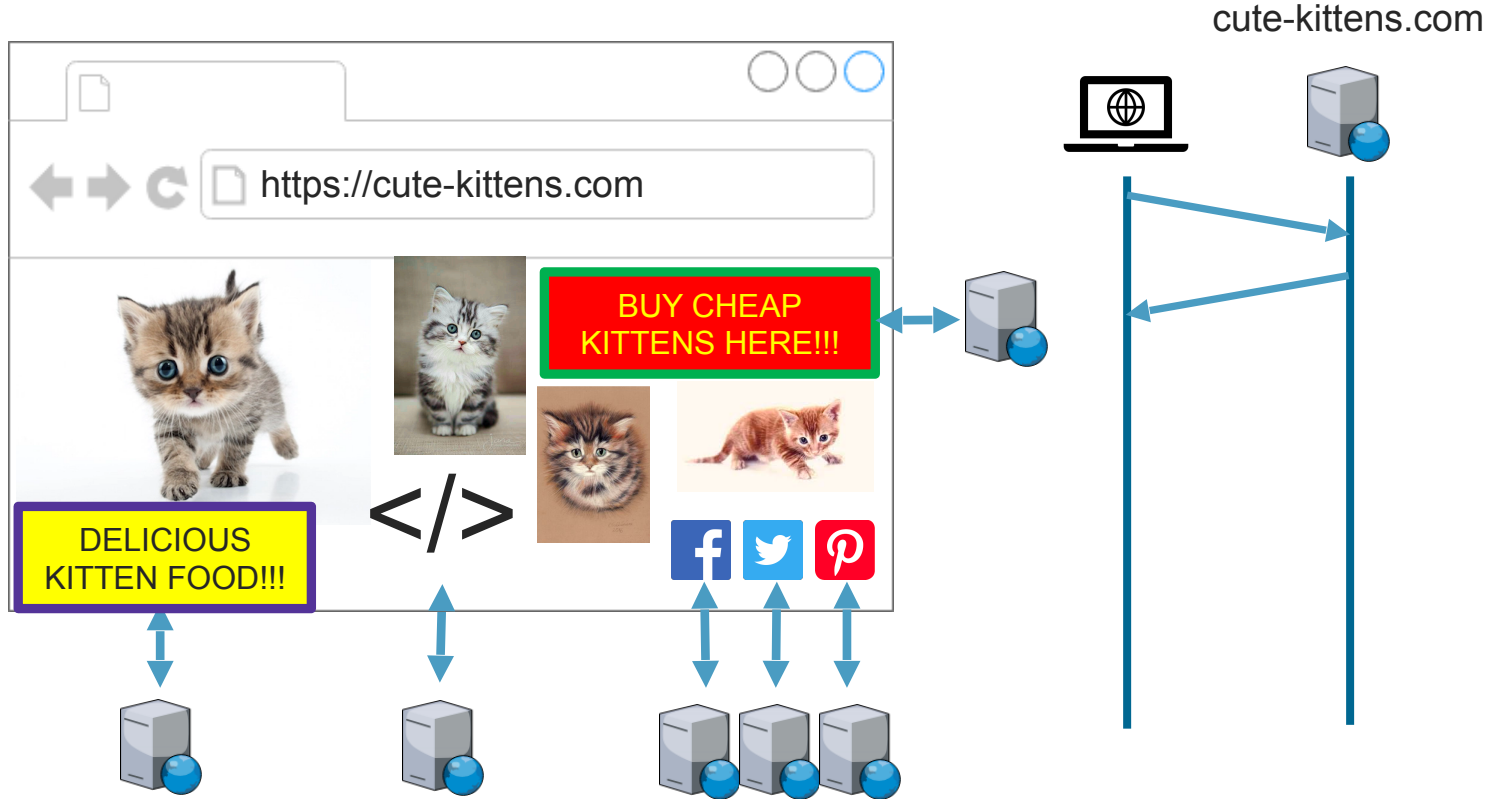 cute-kittens.com
https://cute-kittens.com
BUY CHEAP
KITTENS HERE!!!
</>
DELICIOUS
KITTEN FOOD!!!